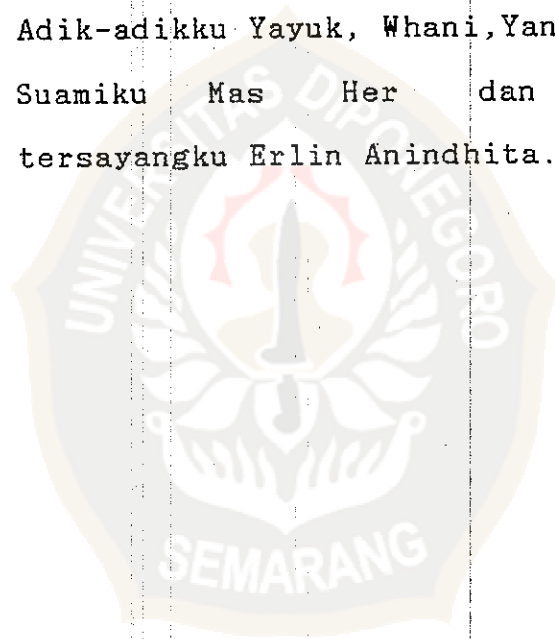 Adik-adikku Yayuk, Whani,Yan
Suamiku Mas Her dan
tersayangku Erlin Anindhita.
UNIVERSITAS DIPONEGORO
SEMARANG